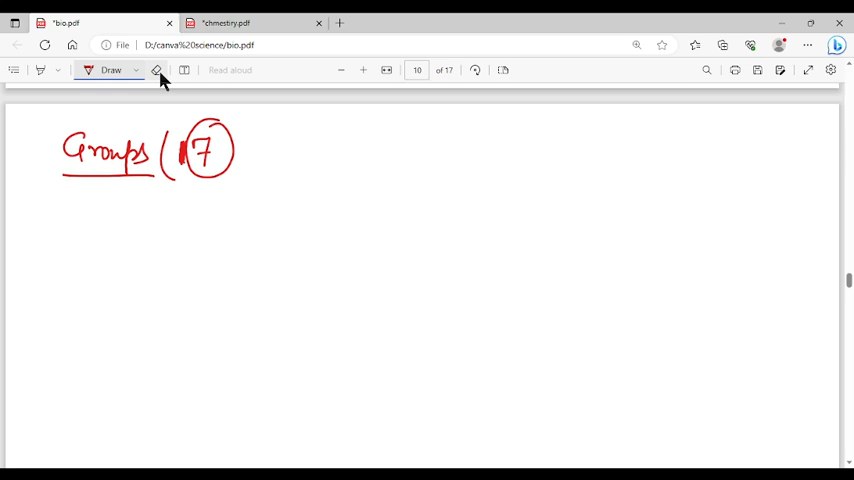 *bio.pdf
*chmestiry.pdf
File
D:/canva%20science/bio.pdf
Draw
Read aloud
10
of 17
Groups ( 7